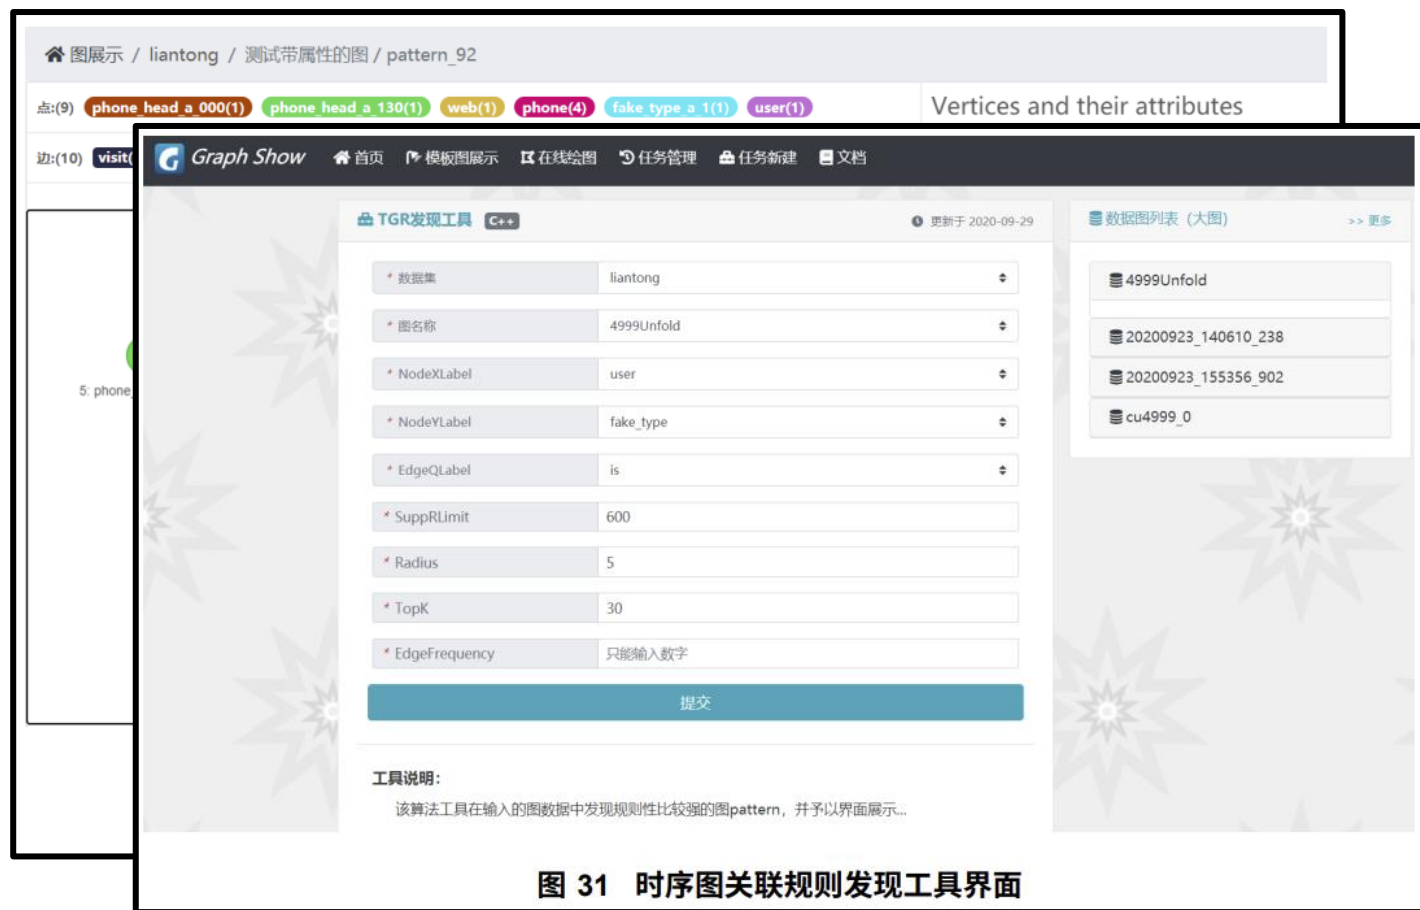 图展示 / liantong / 测试带属性的图 / pattern_92
点:(9) phone_head_a_000(1) phone_head_a_130(1) web(1) phone(4) fake_type_a_1(1) user(1)
Vertices and their attributes
边:(10) visit(
5: phone_
Graph Show 首页 模板图展示 在线绘图 任务管理 任务新建 文档
TGR发现工具 C++ 更新于 2020-09-29
* 数据集 liantong
* 图名称 4999Unfold
* NodeXLabel user
* NodeYLabel fake_type
* EdgeQLabel is
* SuppRLimit 600
* Radius 5
* TopK 30
* EdgeFrequency 只能输入数字
提交
工具说明：
该算法工具在输入的图数据中发现规则性比较强的图pattern，并予以界面展示...
数据图列表（大图） >> 更多
4999Unfold
20200923_140610_238
20200923_155356_902
cu4999_0
图 31 时序图关联规则发现工具界面